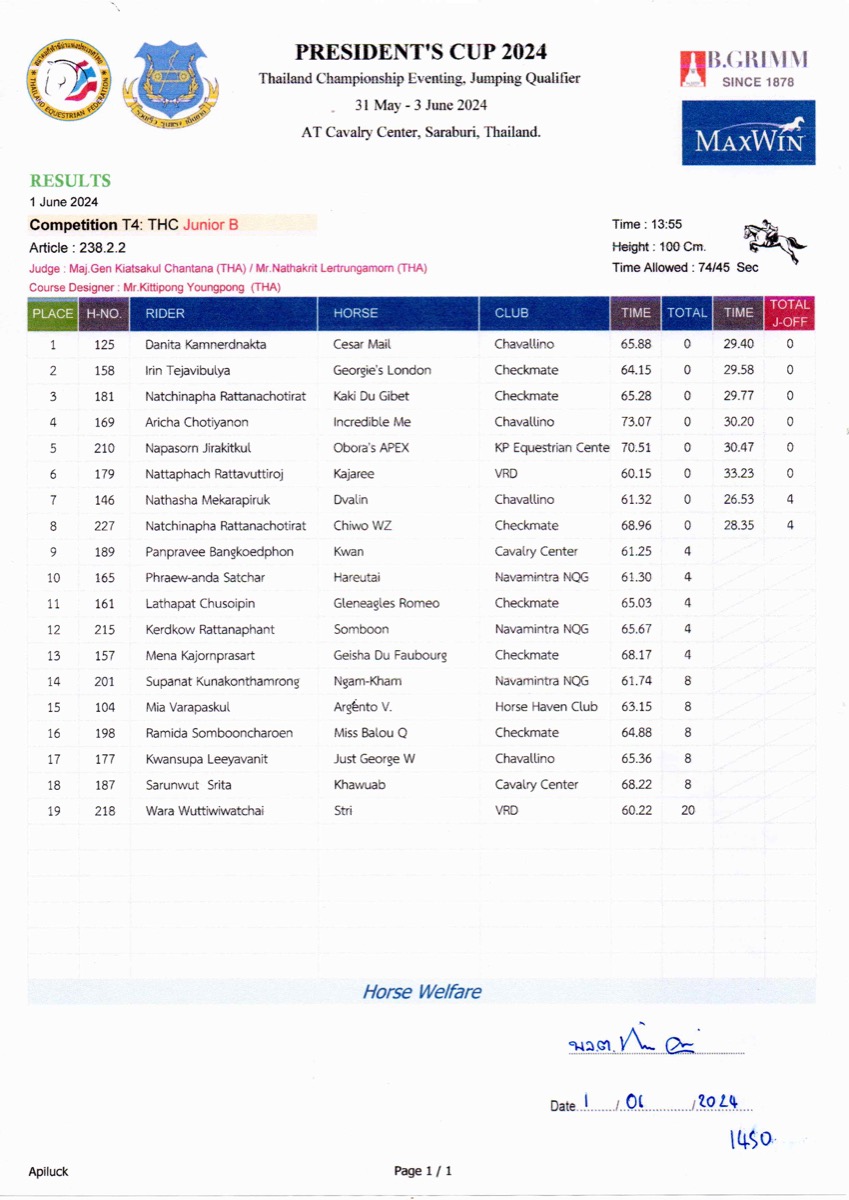 PRESIDENT'S CUP 2024
Thailand Championship Eventing, Jumping Qualifier
31 May - 3 June 2024
AT Cavalry Center, Saraburi, Thailand.
THAILAND EQUESTRIAN FEDERATION
B.GRIMM
SINCE 1878
MAXWIN
RESULTS
1 June 2024
Competition T4: THC Junior B
Time : 13:55
Article : 238.2.2
Height : 100 Cm.
Judge : Maj.Gen Kiatsakul Chantana (THA) / Mr.Nathakrit Lertrungamorn (THA)
Time Allowed : 74/45 Sec
Course Designer : Mr.Kittipong Youngpong (THA)
PLACE H-NO. RIDER HORSE CLUB TIME TOTAL TIME TOTAL J-OFF
1 125 Danita Kamnerdnakta Cesar Mail Chavallino 65.88 0 29.40 0
2 158 Irin Tejavibulya Georgie's London Checkmate 64.15 0 29.58 0
3 181 Natchinapha Rattanachotirat Kaki Du Gibet Checkmate 65.28 0 29.77 0
4 169 Aricha Chotiyanon Incredible Me Chavallino 73.07 0 30.20 0
5 210 Napasorn Jirakitkul Obora's APEX KP Equestrian Cente 70.51 0 30.47 0
6 179 Nattaphach Rattavuttiroj Kajaree VRD 60.15 0 33.23 0
7 146 Nathasha Mekarapiruk Dvalin Chavallino 61.32 0 26.53 4
8 227 Natchinapha Rattanachotirat Chiwo WZ Checkmate 68.96 0 28.35 4
9 189 Panpravee Bangkoedphon Kwan Cavalry Center 61.25 4
10 165 Phraew-anda Satchar Hareutai Navamintra NQG 61.30 4
11 161 Lathapat Chusoipin Gleneagles Romeo Checkmate 65.03 4
12 215 Kerdkow Rattanaphant Somboon Navamintra NQG 65.67 4
13 157 Mena Kajornprasart Geisha Du Faubourg Checkmate 68.17 4
14 201 Supanat Kunakonthamrong Ngam-Kham Navamintra NQG 61.74 8
15 104 Mia Varapaskul Argento V. Horse Haven Club 63.15 8
16 198 Ramida Sombooncharoen Miss Balou Q Checkmate 64.88 8
17 177 Kwansupa Leeyavanit Just George W Chavallino 65.36 8
18 187 Sarunwut Srita Khawuab Cavalry Center 68.22 8
19 218 Wara Wuttiwiwatchai Stri VRD 60.22 20
Horse Welfare
Date 1 / 06 / 2024
1450
Apiluck
Page 1 / 1